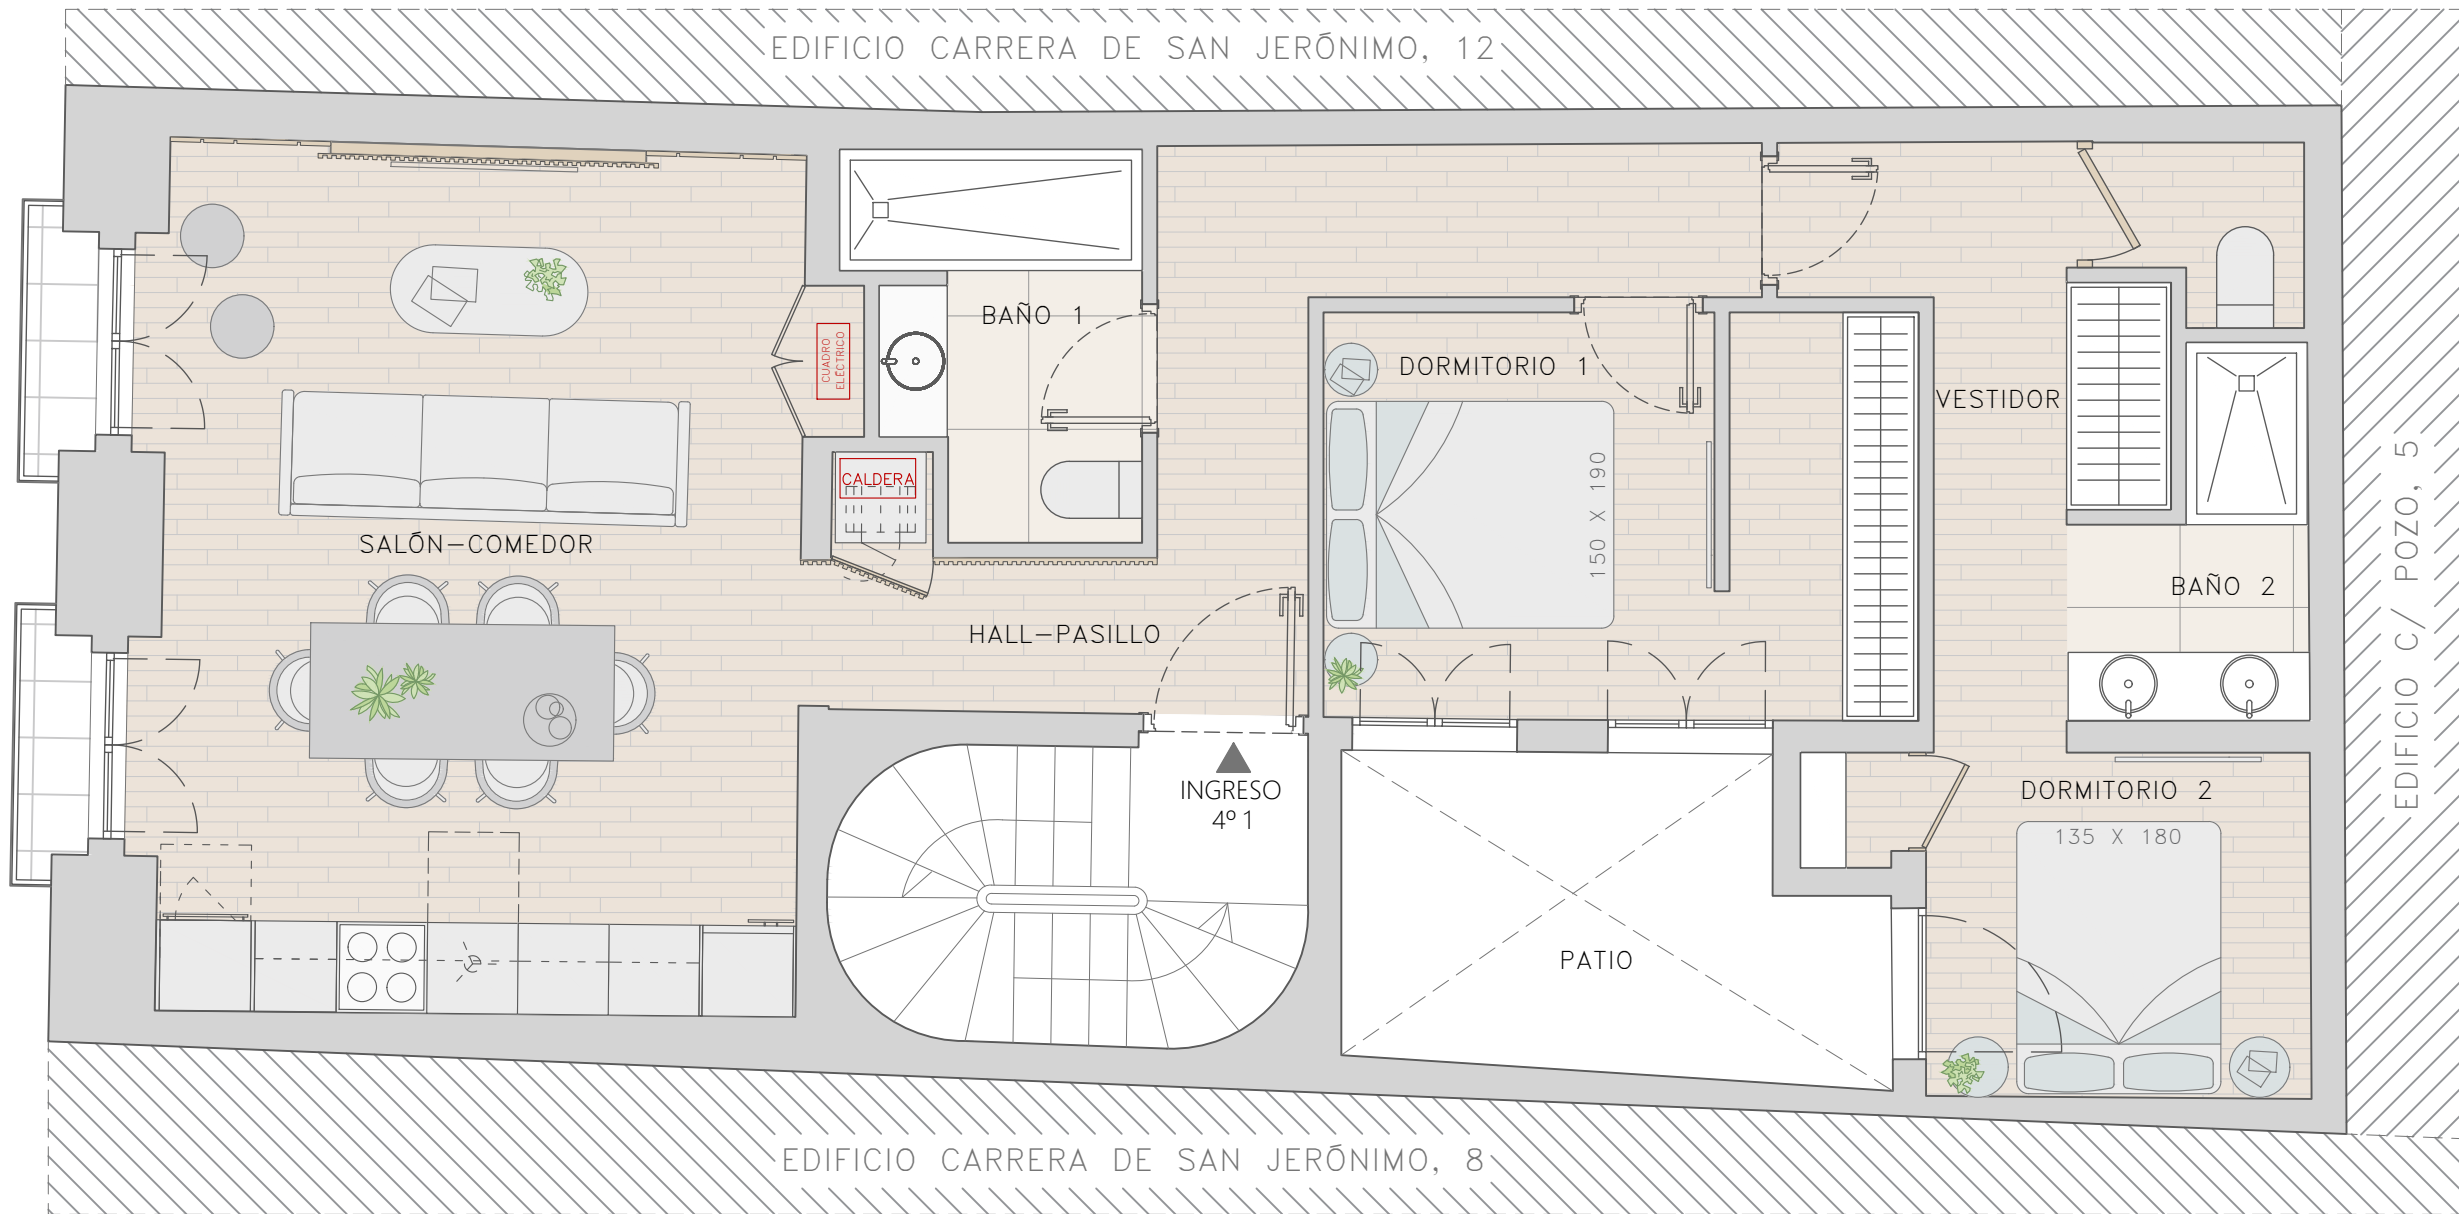 EDIFICIO CARRERA DE SAN JERÓNIMO, 12
BAÑO 1
CUADRO
ELÉCTRICO
DORMITORIO 1
VESTIDOR
CALDERA
150 X 190
EDIFICIO C/ POZO, 5
SALÓN-COMEDOR
BAÑO 2
HALL-PASILLO
INGRESO
4º 1
DORMITORIO 2
135 X 180
PATIO
EDIFICIO CARRERA DE SAN JERÓNIMO, 8